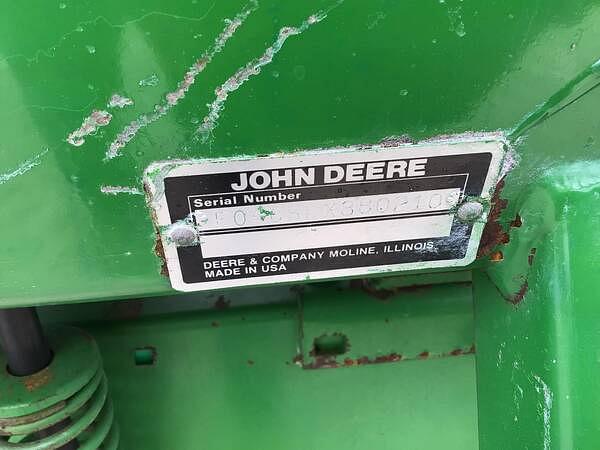 JOHN DEERE
Serial Number
DEERE & COMPANY MOLINE, ILLINOIS
MADE IN USA